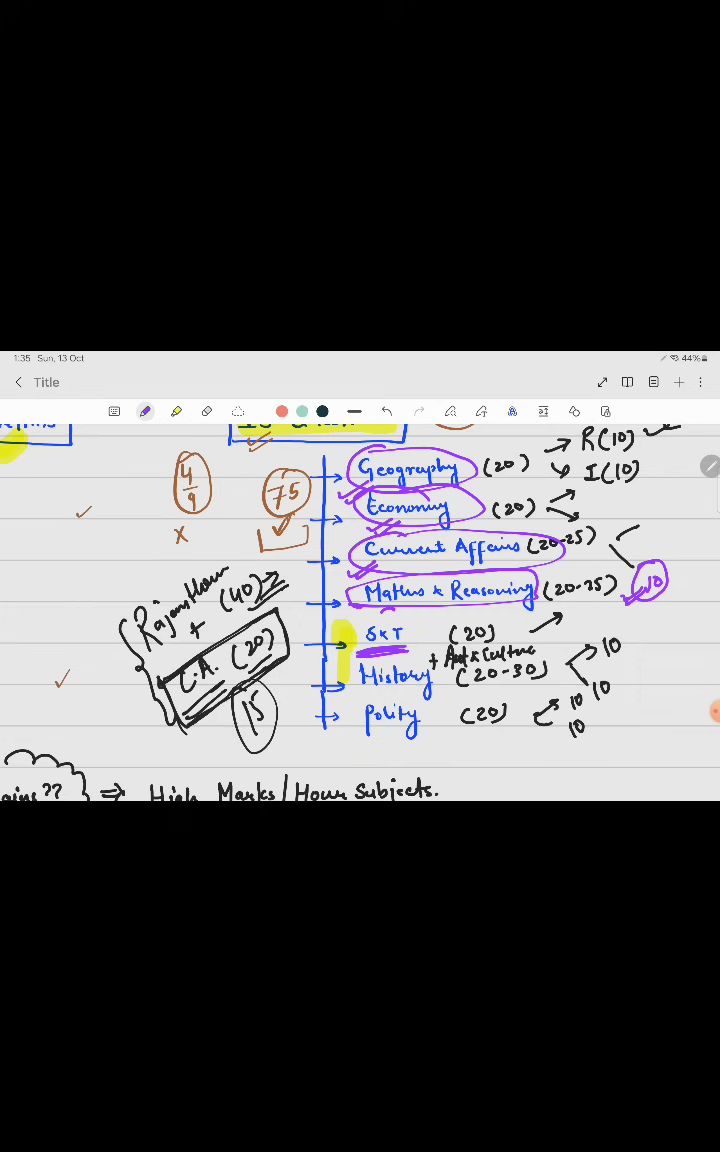 1:35 Sun, 13 Oct 44%
Title
R(10)
4/9 75 Geography (20) I(10)
x Economy (20)
Current Affairs (20-25)
Maths & Reasoning (20-25) 10
Rajasthan (40)
+
C.A. (20) S&T (20)
+ Art & Culture
15 History (20-30) 10
10
Polity (20) 10
10
?? ⇒ High Marks/Hour Subjects.